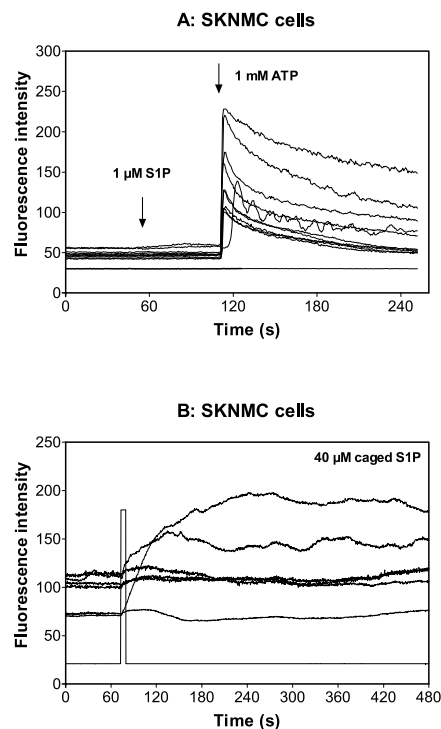 A: SKNMC cells
300
250
200
150
100
50
0
Fluorescence intensity
1 mM ATP
1 µM S1P
0 60 120 180 240
Time (s)
B: SKNMC cells
250
200
150
100
50
0
Fluorescence intensity
40 µM caged S1P
0 60 120 180 240 300 360 420 480
Time (s)